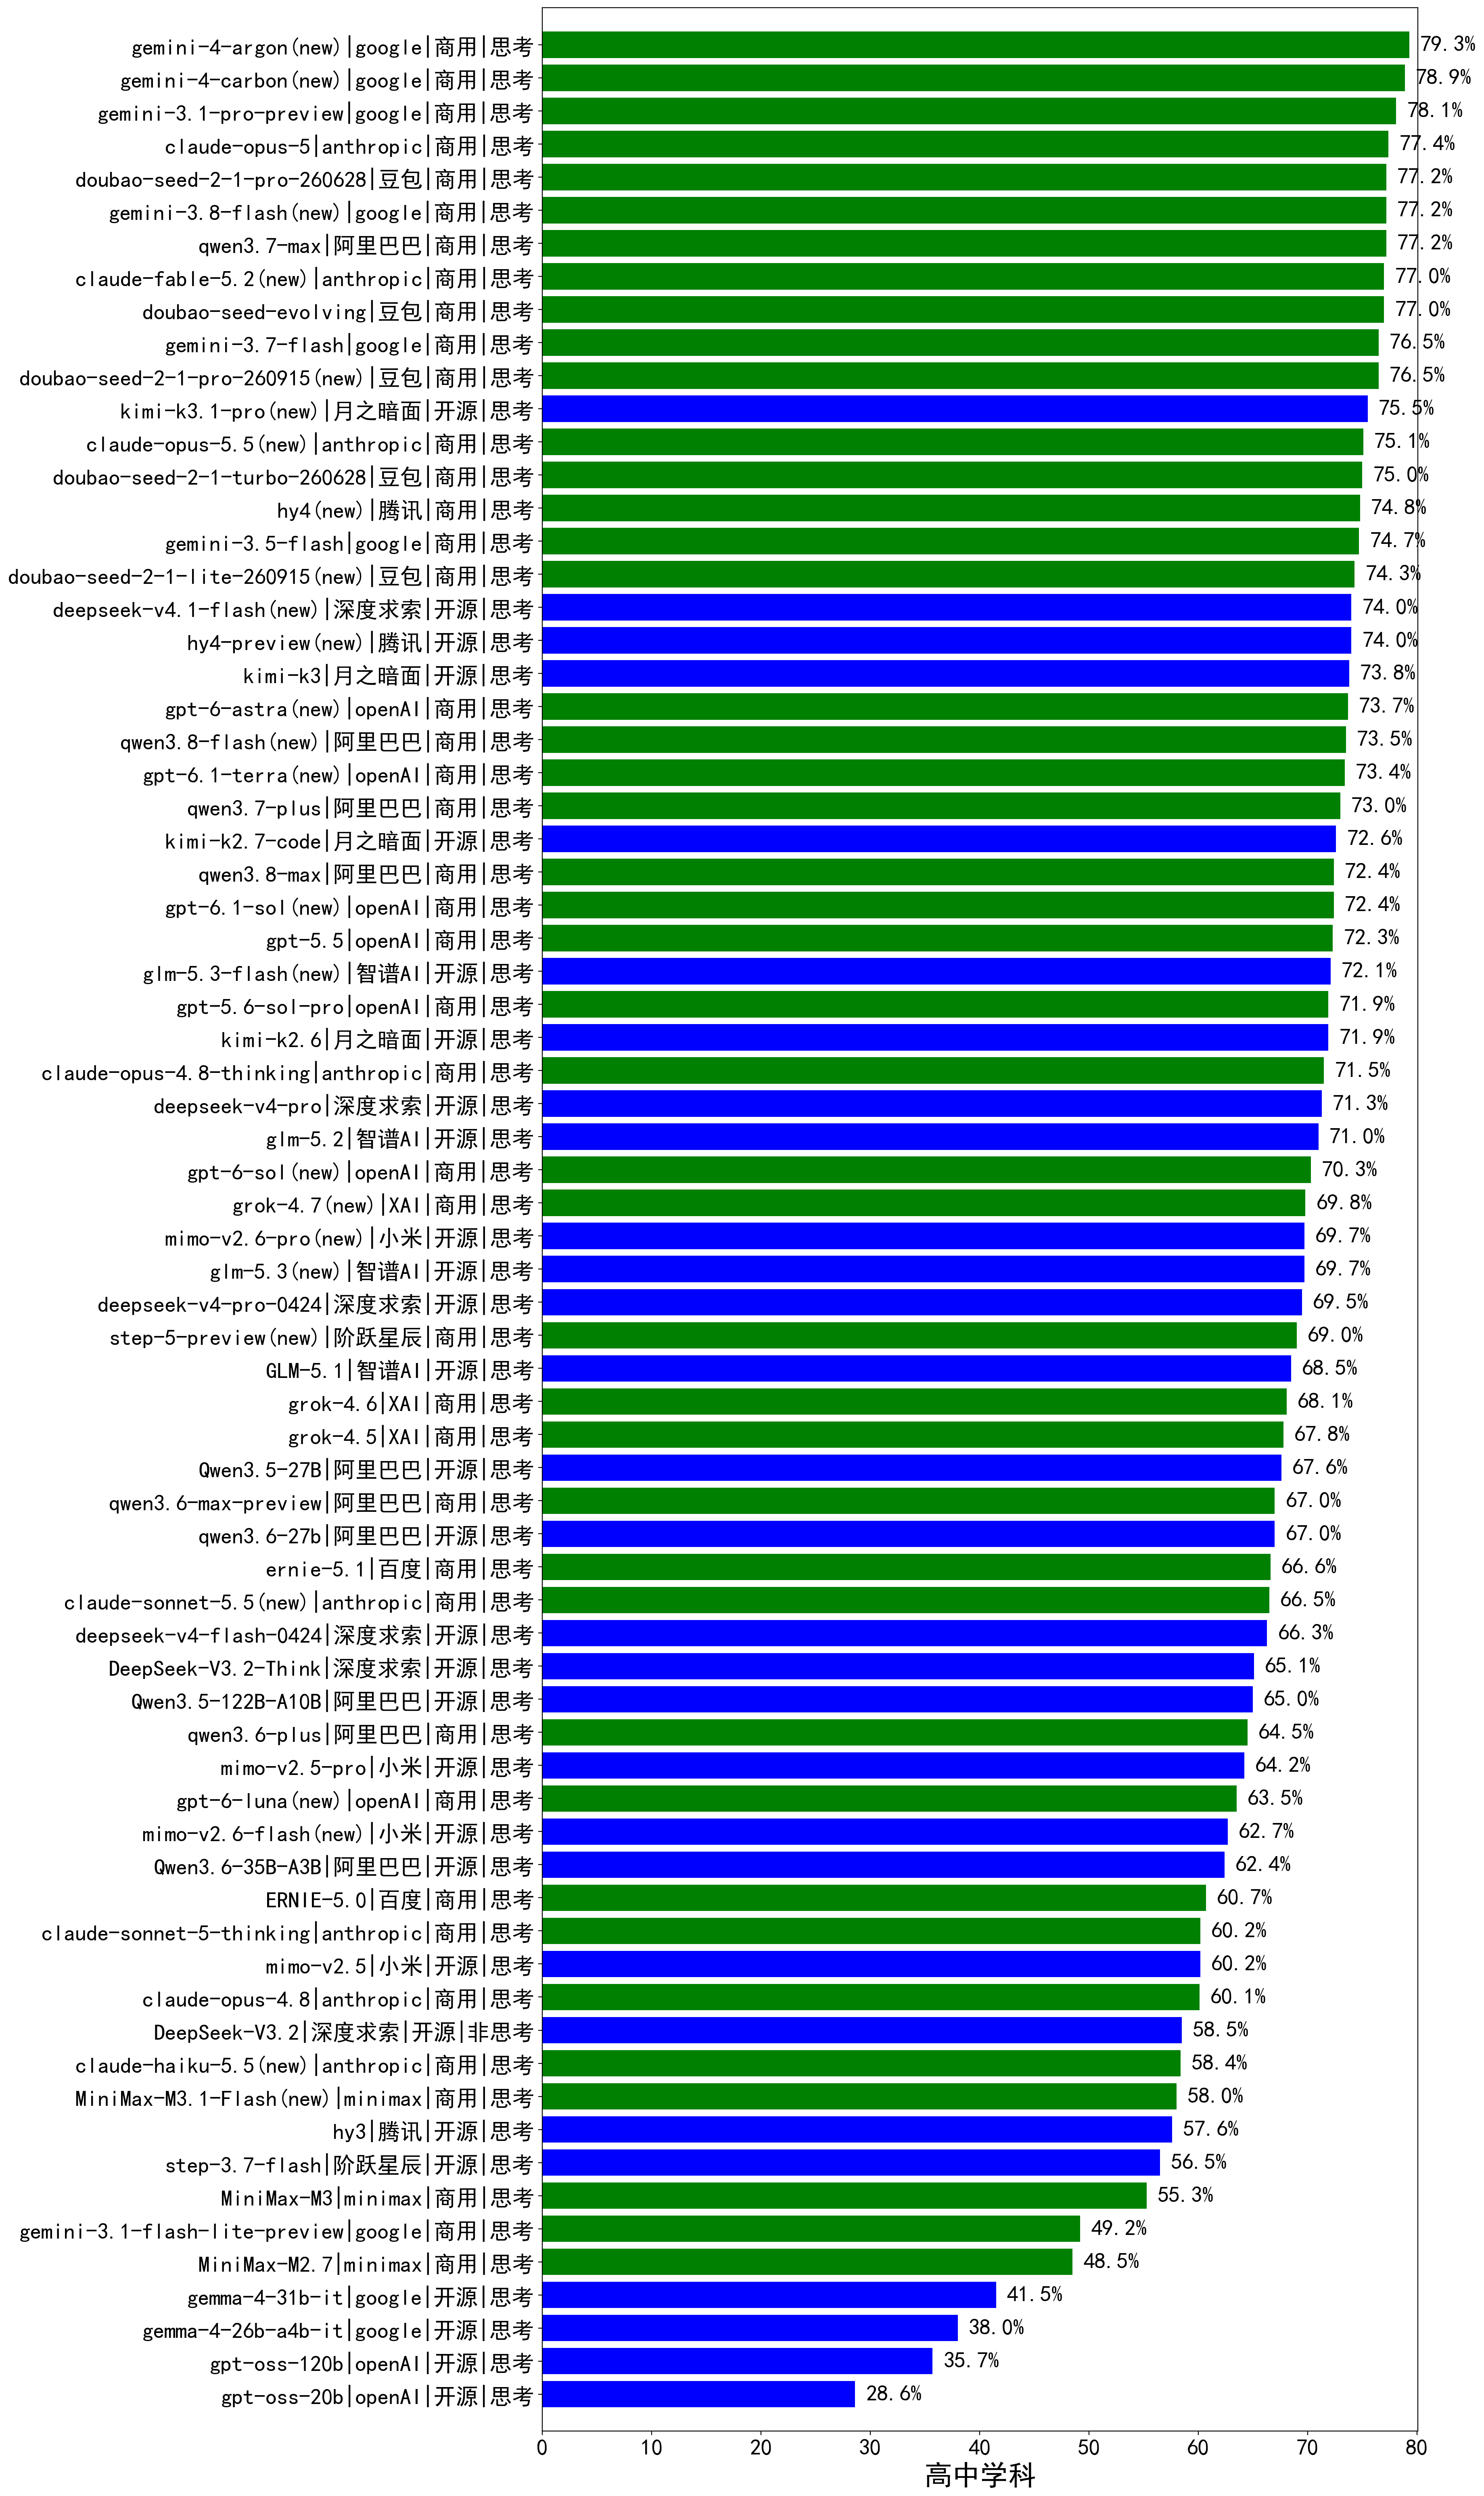 gemini-4-argon(new)|google|商用|思考 79.3%
gemini-4-carbon(new)|google|商用|思考 78.9%
gemini-3.1-pro-preview|google|商用|思考 78.1%
claude-opus-5|anthropic|商用|思考 77.4%
doubao-seed-2-1-pro-260628|豆包|商用|思考 77.2%
gemini-3.8-flash(new)|google|商用|思考 77.2%
qwen3.7-max|阿里巴巴|商用|思考 77.2%
claude-fable-5.2(new)|anthropic|商用|思考 77.0%
doubao-seed-evolving|豆包|商用|思考 77.0%
gemini-3.7-flash|google|商用|思考 76.5%
doubao-seed-2-1-pro-260915(new)|豆包|商用|思考 76.5%
kimi-k3.1-pro(new)|月之暗面|开源|思考 75.5%
claude-opus-5.5(new)|anthropic|商用|思考 75.1%
doubao-seed-2-1-turbo-260628|豆包|商用|思考 75.0%
hy4(new)|腾讯|商用|思考 74.8%
gemini-3.5-flash|google|商用|思考 74.7%
doubao-seed-2-1-lite-260915(new)|豆包|商用|思考 74.3%
deepseek-v4.1-flash(new)|深度求索|开源|思考 74.0%
hy4-preview(new)|腾讯|开源|思考 74.0%
kimi-k3|月之暗面|开源|思考 73.8%
gpt-6-astra(new)|openAI|商用|思考 73.7%
qwen3.8-flash(new)|阿里巴巴|商用|思考 73.5%
gpt-6.1-terra(new)|openAI|商用|思考 73.4%
qwen3.7-plus|阿里巴巴|商用|思考 73.0%
kimi-k2.7-code|月之暗面|开源|思考 72.6%
qwen3.8-max|阿里巴巴|商用|思考 72.4%
gpt-6.1-sol(new)|openAI|商用|思考 72.4%
gpt-5.5|openAI|商用|思考 72.3%
glm-5.3-flash(new)|智谱AI|开源|思考 72.1%
gpt-5.6-sol-pro|openAI|商用|思考 71.9%
kimi-k2.6|月之暗面|开源|思考 71.9%
claude-opus-4.8-thinking|anthropic|商用|思考 71.5%
deepseek-v4-pro|深度求索|开源|思考 71.3%
glm-5.2|智谱AI|开源|思考 71.0%
gpt-6-sol(new)|openAI|商用|思考 70.3%
grok-4.7(new)|XAI|商用|思考 69.8%
mimo-v2.6-pro(new)|小米|开源|思考 69.7%
glm-5.3(new)|智谱AI|开源|思考 69.7%
deepseek-v4-pro-0424|深度求索|开源|思考 69.5%
step-5-preview(new)|阶跃星辰|商用|思考 69.0%
GLM-5.1|智谱AI|开源|思考 68.5%
grok-4.6|XAI|商用|思考 68.1%
grok-4.5|XAI|商用|思考 67.8%
Qwen3.5-27B|阿里巴巴|开源|思考 67.6%
qwen3.6-max-preview|阿里巴巴|商用|思考 67.0%
qwen3.6-27b|阿里巴巴|开源|思考 67.0%
ernie-5.1|百度|商用|思考 66.6%
claude-sonnet-5.5(new)|anthropic|商用|思考 66.5%
deepseek-v4-flash-0424|深度求索|开源|思考 66.3%
DeepSeek-V3.2-Think|深度求索|开源|思考 65.1%
Qwen3.5-122B-A10B|阿里巴巴|开源|思考 65.0%
qwen3.6-plus|阿里巴巴|商用|思考 64.5%
mimo-v2.5-pro|小米|开源|思考 64.2%
gpt-6-luna(new)|openAI|商用|思考 63.5%
mimo-v2.6-flash(new)|小米|开源|思考 62.7%
Qwen3.6-35B-A3B|阿里巴巴|开源|思考 62.4%
ERNIE-5.0|百度|商用|思考 60.7%
claude-sonnet-5-thinking|anthropic|商用|思考 60.2%
mimo-v2.5|小米|开源|思考 60.2%
claude-opus-4.8|anthropic|商用|思考 60.1%
DeepSeek-V3.2|深度求索|开源|非思考 58.5%
claude-haiku-5.5(new)|anthropic|商用|思考 58.4%
MiniMax-M3.1-Flash(new)|minimax|商用|思考 58.0%
hy3|腾讯|开源|思考 57.6%
step-3.7-flash|阶跃星辰|开源|思考 56.5%
MiniMax-M3|minimax|商用|思考 55.3%
gemini-3.1-flash-lite-preview|google|商用|思考 49.2%
MiniMax-M2.7|minimax|商用|思考 48.5%
gemma-4-31b-it|google|开源|思考 41.5%
gemma-4-26b-a4b-it|google|开源|思考 38.0%
gpt-oss-120b|openAI|开源|思考 35.7%
gpt-oss-20b|openAI|开源|思考 28.6%
0 10 20 30 40 50 60 70 80
高中学科